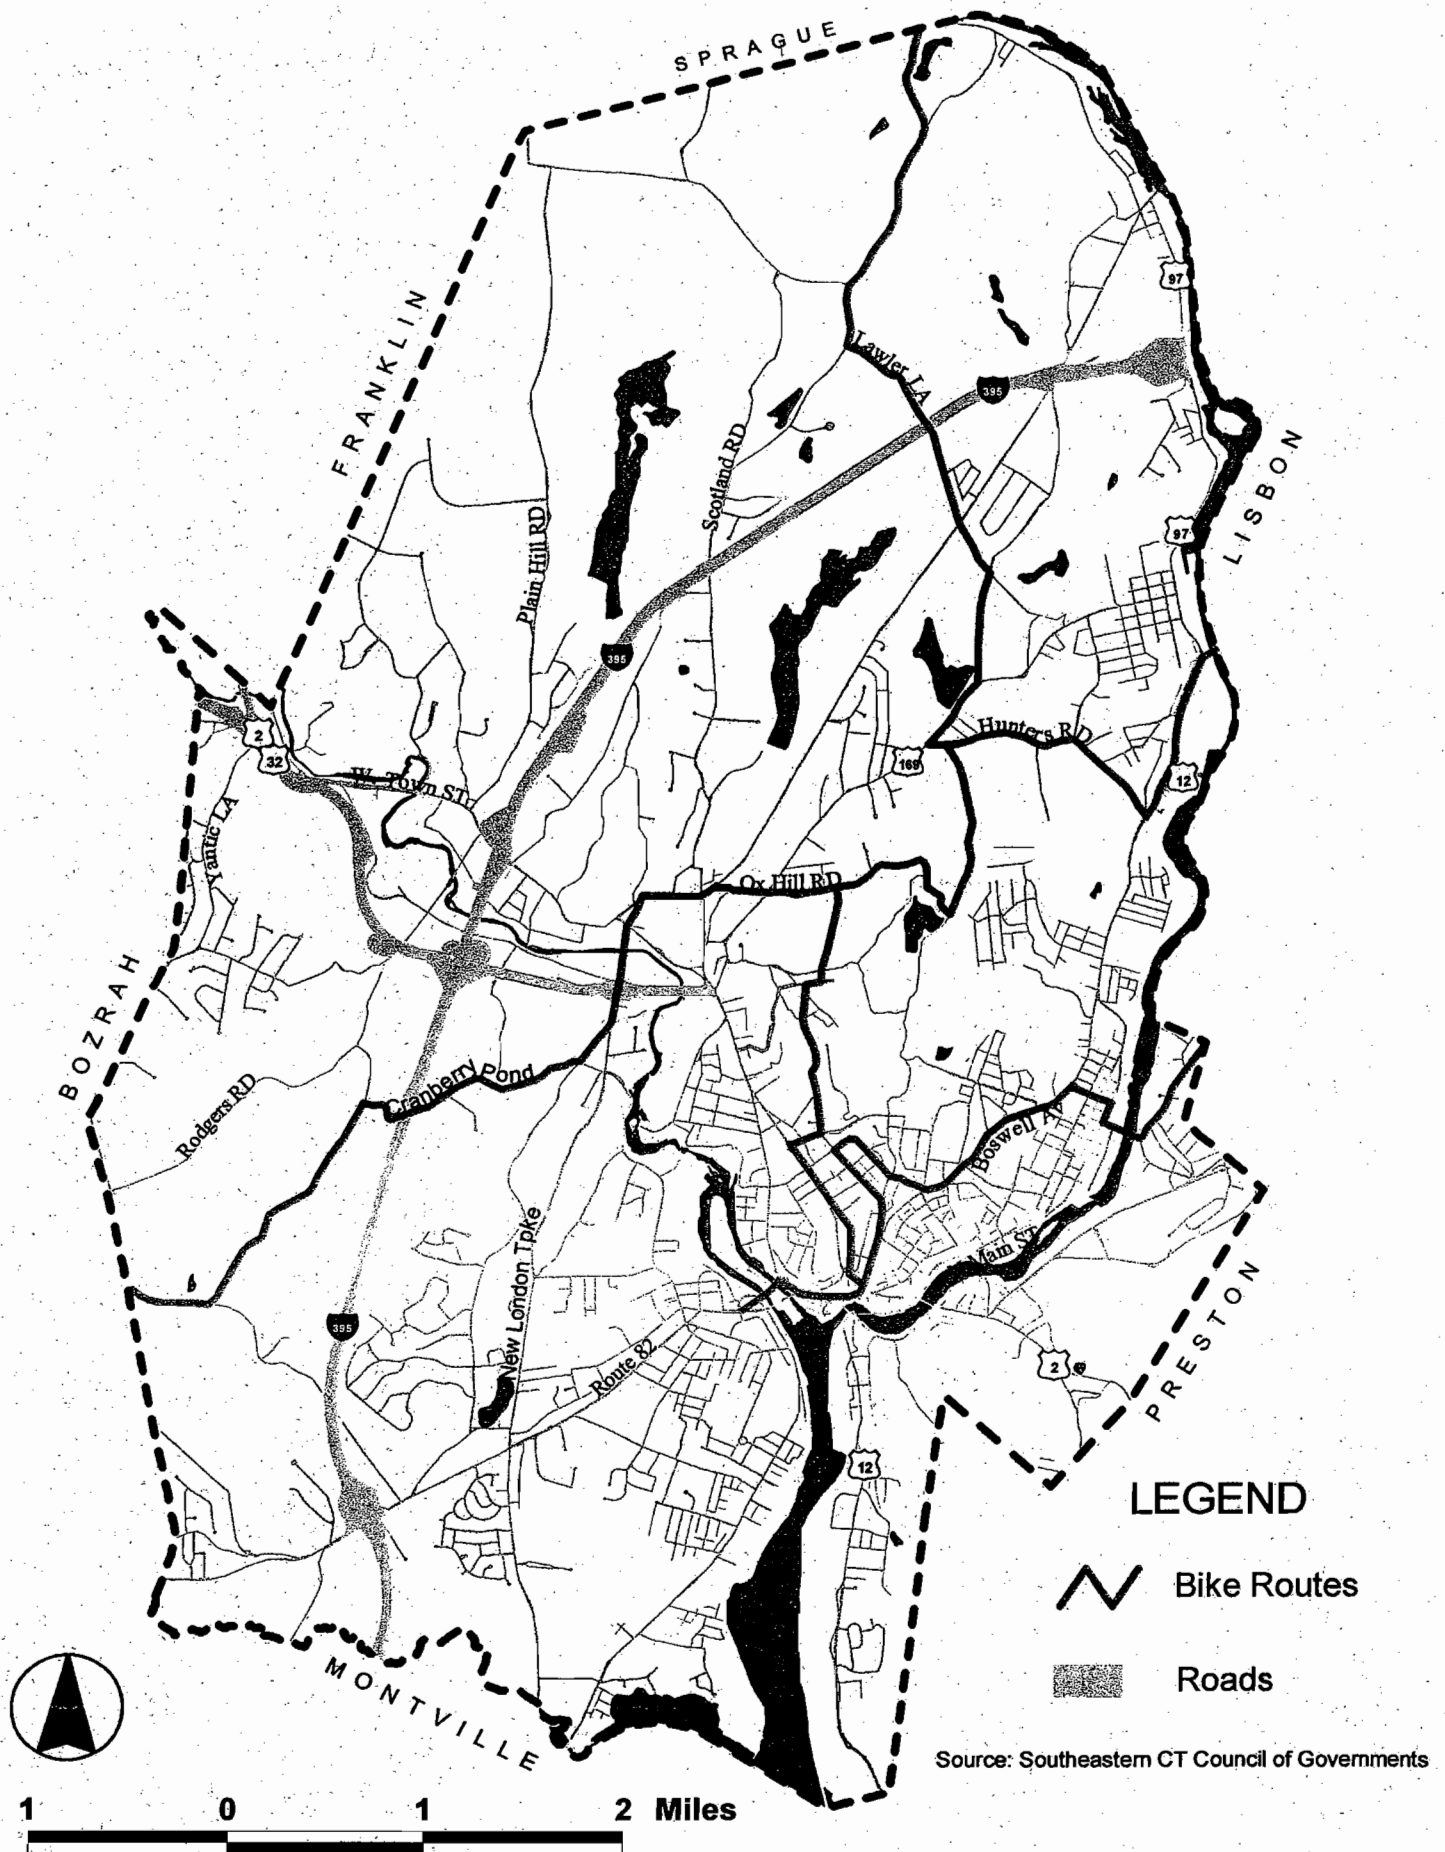 SPRAGUE
FRANKLIN
97
Lawler LA
395
LISBON
Scotland RD
97
Plain Hill RD
395
2
32
Hunters RD
169
12
W. Town ST
Yantic LA
Ox Hill RD
BOZRAH
Cranberry Pond
Rodgers RD
Boswell AV
Main ST
New London Tpke
PRESTON
395
Route 82
2
12
LEGEND
Bike Routes
Roads
MONTVILLE
Source: Southeastern CT Council of Governments
1 0 1 2 Miles